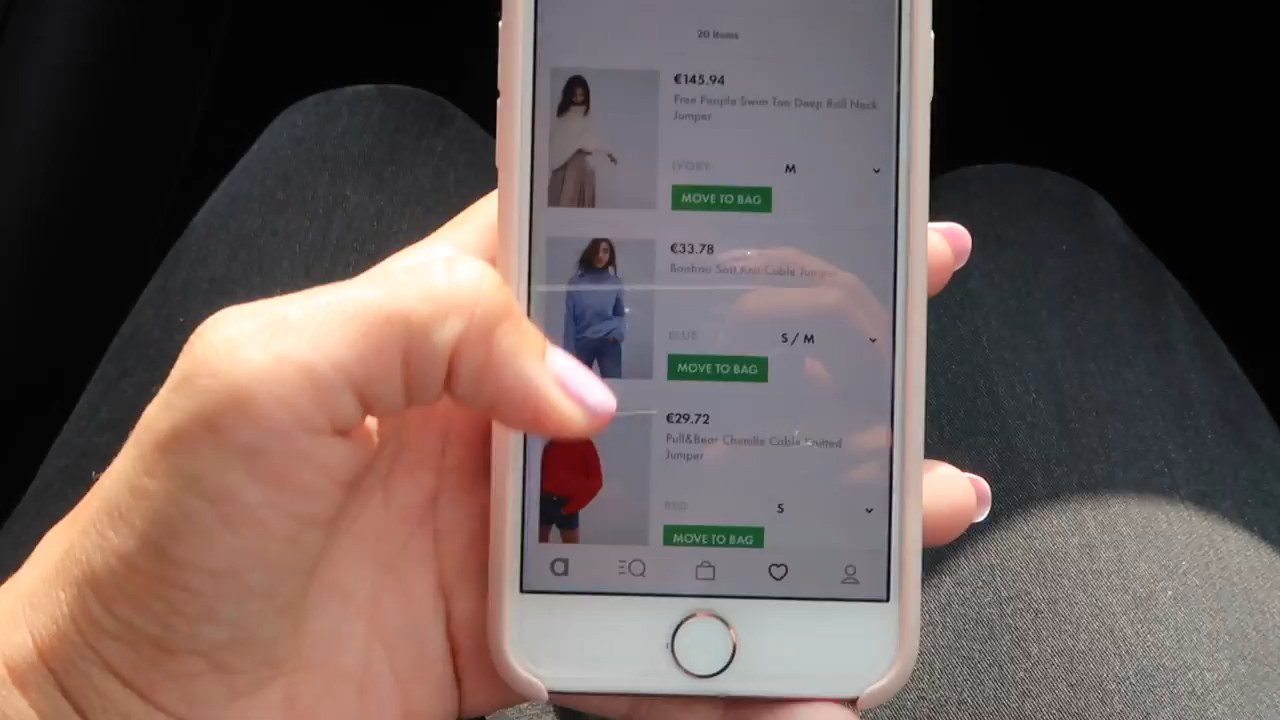 20 Items
€145.94
Free People Swim Too Deep Roll Neck
Jumper
IVORY
M
MOVE TO BAG
€33.78
Boohoo Soft Knit Cable Jumper
BLUE
S / M
MOVE TO BAG
€29.72
Pull&Bear Chenille Cable Knitted
Jumper
RED
S
MOVE TO BAG
a